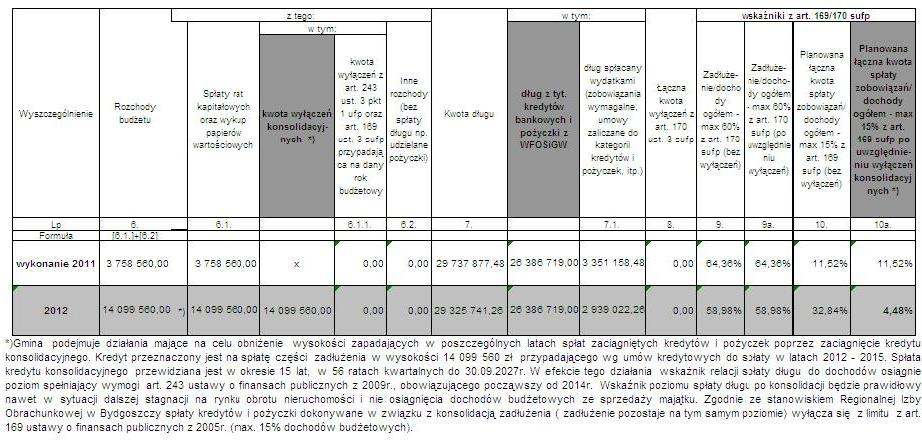 z tego:
w tym:
wskaźniki z art. 169/170 sufp
w tym:
Wyszczególnienie
Rozchody
budżetu
Spłaty rat
kapitałowych
oraz wykup
papierów
wartościowych
kwota wyłączeń
konsolidacyj-
nych *)
kwota
wyłączeń z
art. 243
ust. 3 pkt
1 ufp oraz
art. 169
ust. 3 sufp
przypadają
ca na dany
rok
budżetowy
Inne
rozchody
(bez
spłaty
długu np.
udzielane
pożyczki)
Kwota długu
dług z tyt.
kredytów
bankowych i
pożyczki z
WFOŚiGW
dług spłacany
wydatkami
(zobowiązania
wymagalne,
umowy
zaliczane do
kategorii
kredytów i
pożyczek, itp.)
Łączna
kwota
wyłączeń
z art. 170
ust. 3 sufp
Zadłuże-
nie/docho
dy ogółem
- max 60%
z art. 170
sufp (bez
wyłączeń)
Zadłuże-
nie/docho
dy ogółem
- max 60%
z art. 170
sufp (po
uwzględnie
niu
wyłączeń)
Planowana
łączna kwota
spłaty
zobowiązań/
dochody
ogółem -
max 15% z
art. 169
sufp (bez
wyłączeń)
Planowana
łączna kwota
spłaty
zobowiązań/
dochody
ogółem - max
15% z art.
169 sufp po
uwzględnie-
niu wyłączeń
konsolidacyj
nych *)
Lp 6. 6.1. 6.1.1. 6.2. 7. 7.1. 8. 9. 9a. 10. 10a.
Formuła [6.1.]+[6.2]
wykonanie 2011 3 758 560,00 3 758 560,00 x 0,00 0,00 29 737 877,48 26 386 719,00 3 351 158,48 0,00 64,36% 64,36% 11,52% 11,52%
2012 14 099 560,00 *) 14 099 560,00 14 099 560,00 0,00 0,00 29 325 741,26 26 386 719,00 2 939 022,26 0,00 58,98% 58,98% 32,84% 4,48%
*)Gmina podejmuje działania mające na celu obniżenie wysokości zapadających w poszczególnych latach spłat zaciągniętych kredytów i pożyczek poprzez zaciągnięcie kredytu
konsolidacyjnego. Kredyt przeznaczony jest na spłatę części zadłużenia w wysokości 14 099 560 zł przypadającego wg umów kredytowych do spłaty w latach 2012 - 2015. Spłata
kredytu konsolidacyjnego przewidziana jest w okresie 15 lat, w 56 ratach kwartalnych do 30.09.2027r. W efekcie tego działania wskaźnik relacji spłaty długu do dochodów osiągnie
poziom spełniający wymogi art. 243 ustawy o finansach publicznych z 2009r., obowiązującego począwszy od 2014r. Wskaźnik poziomu spłaty długu po konsolidacji będzie prawidłowy
nawet w sytuacji dalszej stagnacji na rynku obrotu nieruchomości i nie osiągnięcia dochodów budżetowych ze sprzedaży majątku. Zgodnie ze stanowiskiem Regionalnej Izby
Obrachunkowej w Bydgoszczy spłaty kredytów i pożyczki dokonywane w związku z konsolidacją zadłużenia ( zadłużenie pozostaje na tym samym poziomie) wyłącza się z limitu z art.
169 ustawy o finansach publicznych z 2005r. (max. 15% dochodów budżetowych).